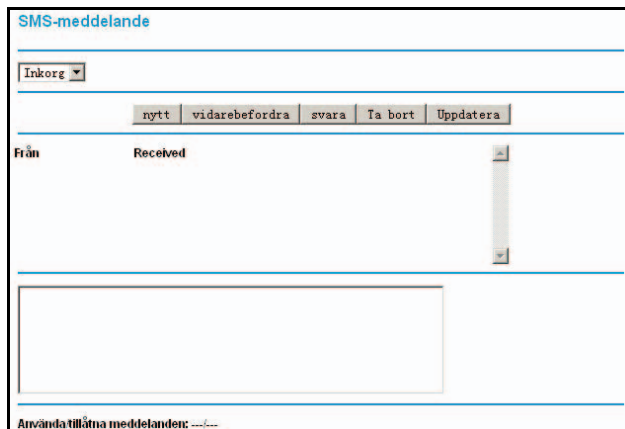 SMS-meddelande
Inkorg
nytt vidarebefordra svara Ta bort Uppdatera
Från Received
Använda/tillåtna meddelanden: ---/---